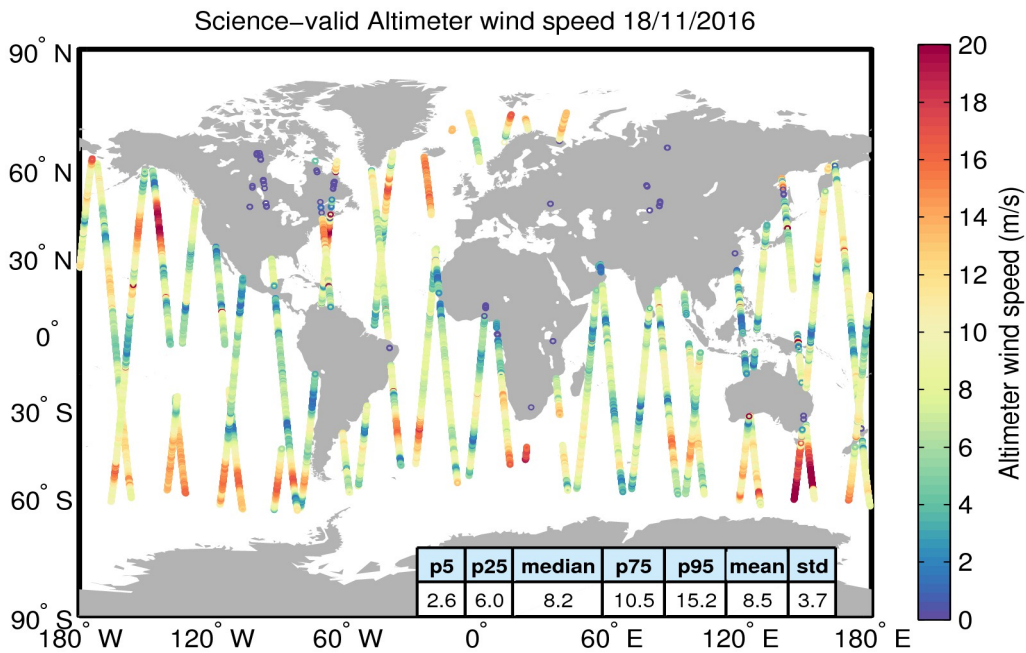 Science−valid Altimeter wind speed 18/11/2016
90° N
60° N
30° N
0°
30° S
60° S
90° S
180° W
120° W
60° W
0°
60° E
120° E
180° E
p5 p25 median p75 p95 mean std
2.6 6.0 8.2 10.5 15.2 8.5 3.7
20
18
16
14
12
10
8
6
4
2
0
Altimeter wind speed (m/s)